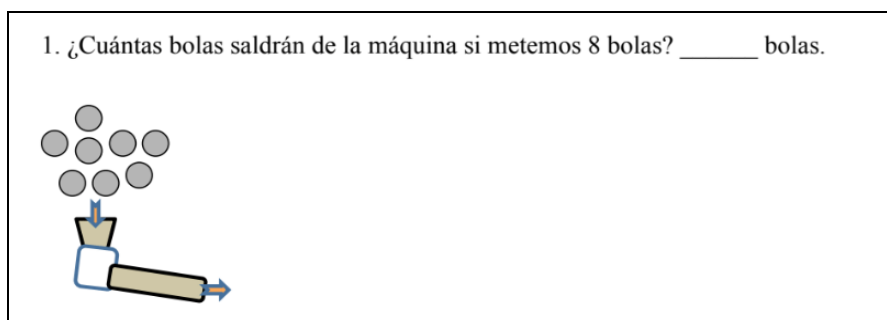 1. ¿Cuántas bolas saldrán de la máquina si metemos 8 bolas? ______ bolas.